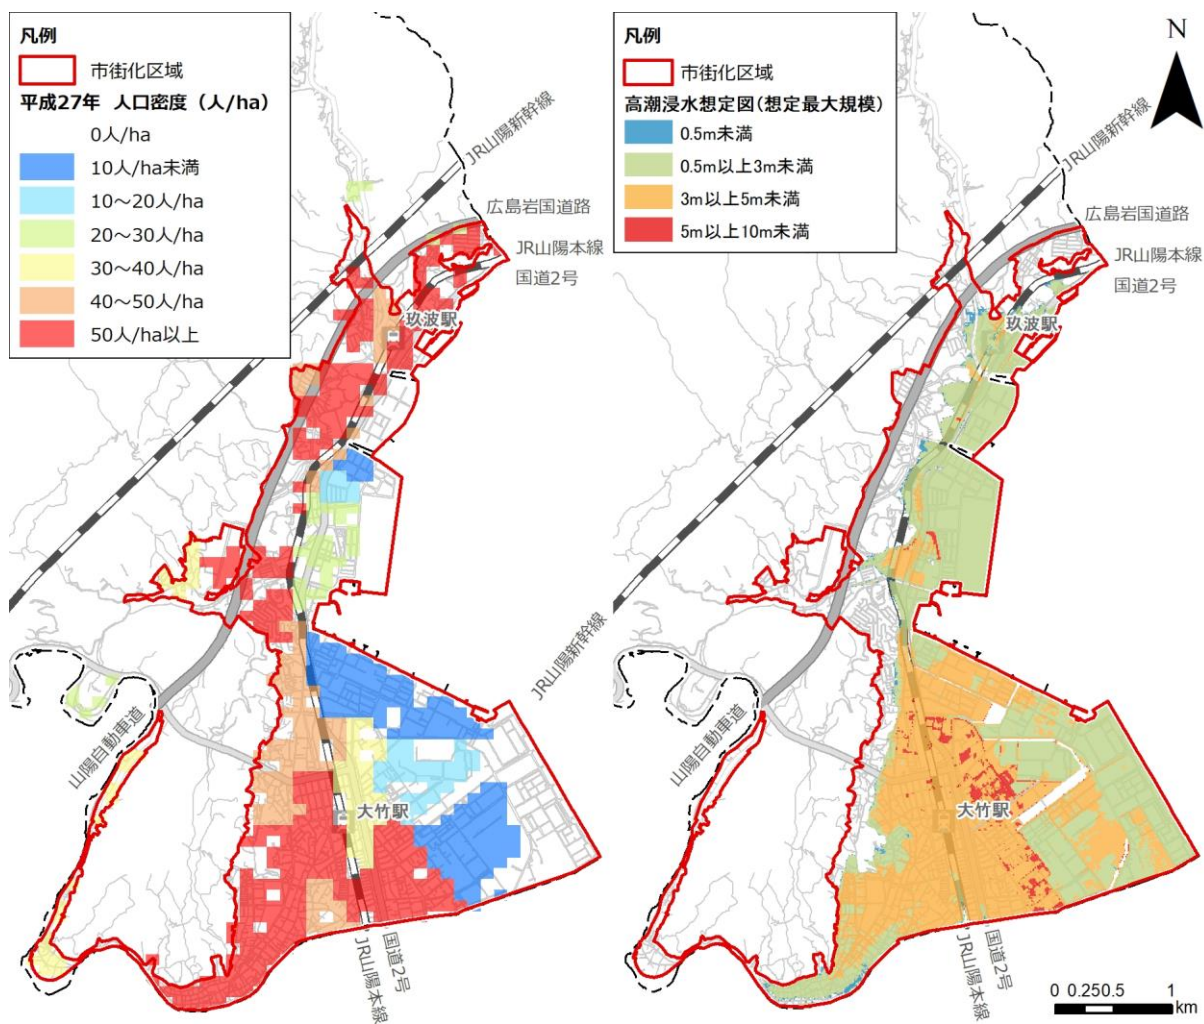 凡例
市街化区域
平成27年 人口密度（人/ha）
0人/ha
10人/ha未満
10～20人/ha
20～30人/ha
30～40人/ha
40～50人/ha
50人/ha以上
JR山陽新幹線
広島岩国道路
JR山陽本線
国道2号
玖波駅
山陽自動車道
大竹駅
JR山陽新幹線
国道2号
JR山陽本線
凡例
市街化区域
高潮浸水想定図(想定最大規模)
0.5m未満
0.5m以上3m未満
3m以上5m未満
5m以上10m未満
N
JR山陽新幹線
広島岩国道路
JR山陽本線
国道2号
玖波駅
山陽自動車道
大竹駅
国道2号
JR山陽本線
0 0.25 0.5 1
km